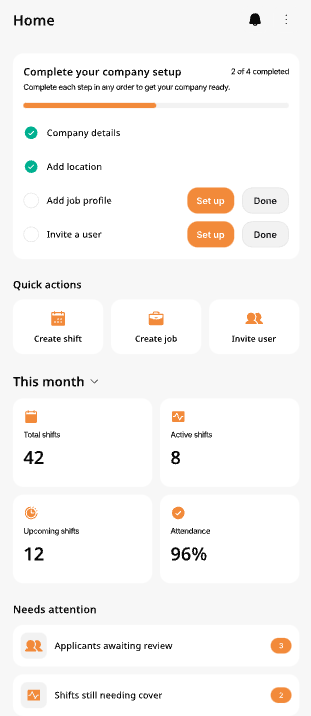 Home
Complete your company setup
2 of 4 completed
Complete each step in any order to get your company ready.
Company details
Add location
Add job profile
Set up
Done
Invite a user
Set up
Done
Quick actions
Create shift
Create job
Invite user
This month
Total shifts
Active shifts
42
8
Upcoming shifts
Attendance
12
96%
Needs attention
Applicants awaiting review
3
Shifts still needing cover
2